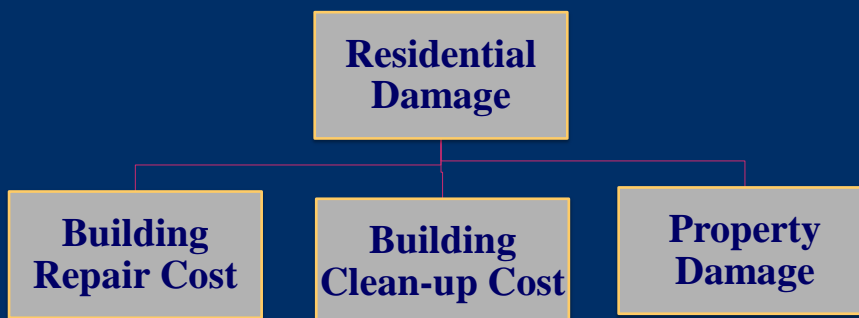 Residential
Damage
Building
Repair Cost
Building
Clean-up Cost
Property
Damage